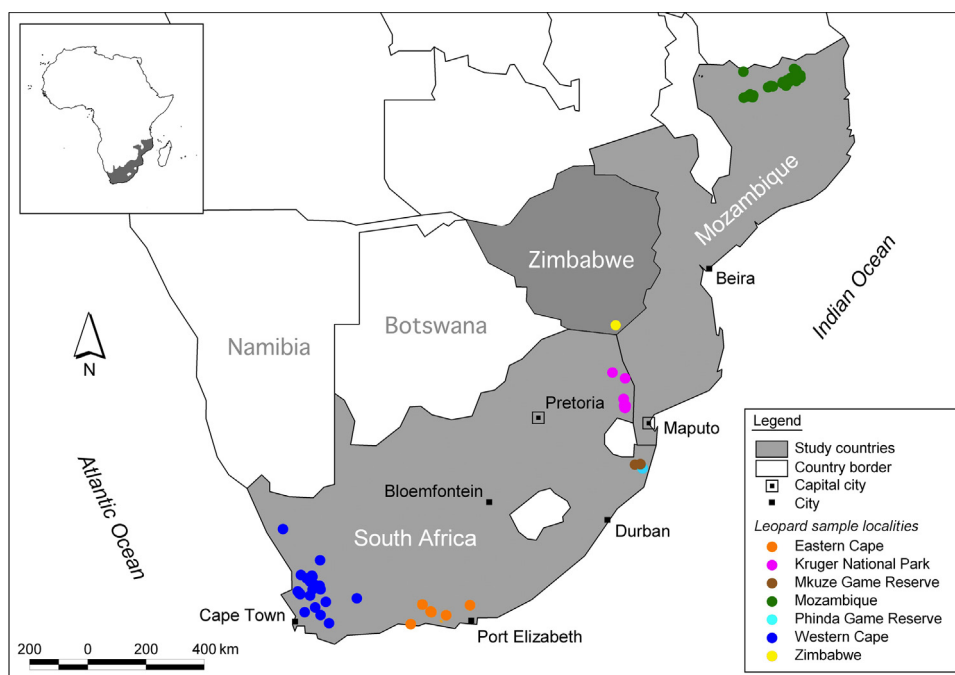 Mozambique
Zimbabwe
Beira
Indian Ocean
Botswana
Namibia
N
Pretoria
Maputo
Atlantic Ocean
Bloemfontein
Durban
South Africa
Cape Town
Port Elizabeth
200 0 200 400 km
Legend
Study countries
Country border
Capital city
City
Leopard sample localities
Eastern Cape
Kruger National Park
Mkuze Game Reserve
Mozambique
Phinda Game Reserve
Western Cape
Zimbabwe